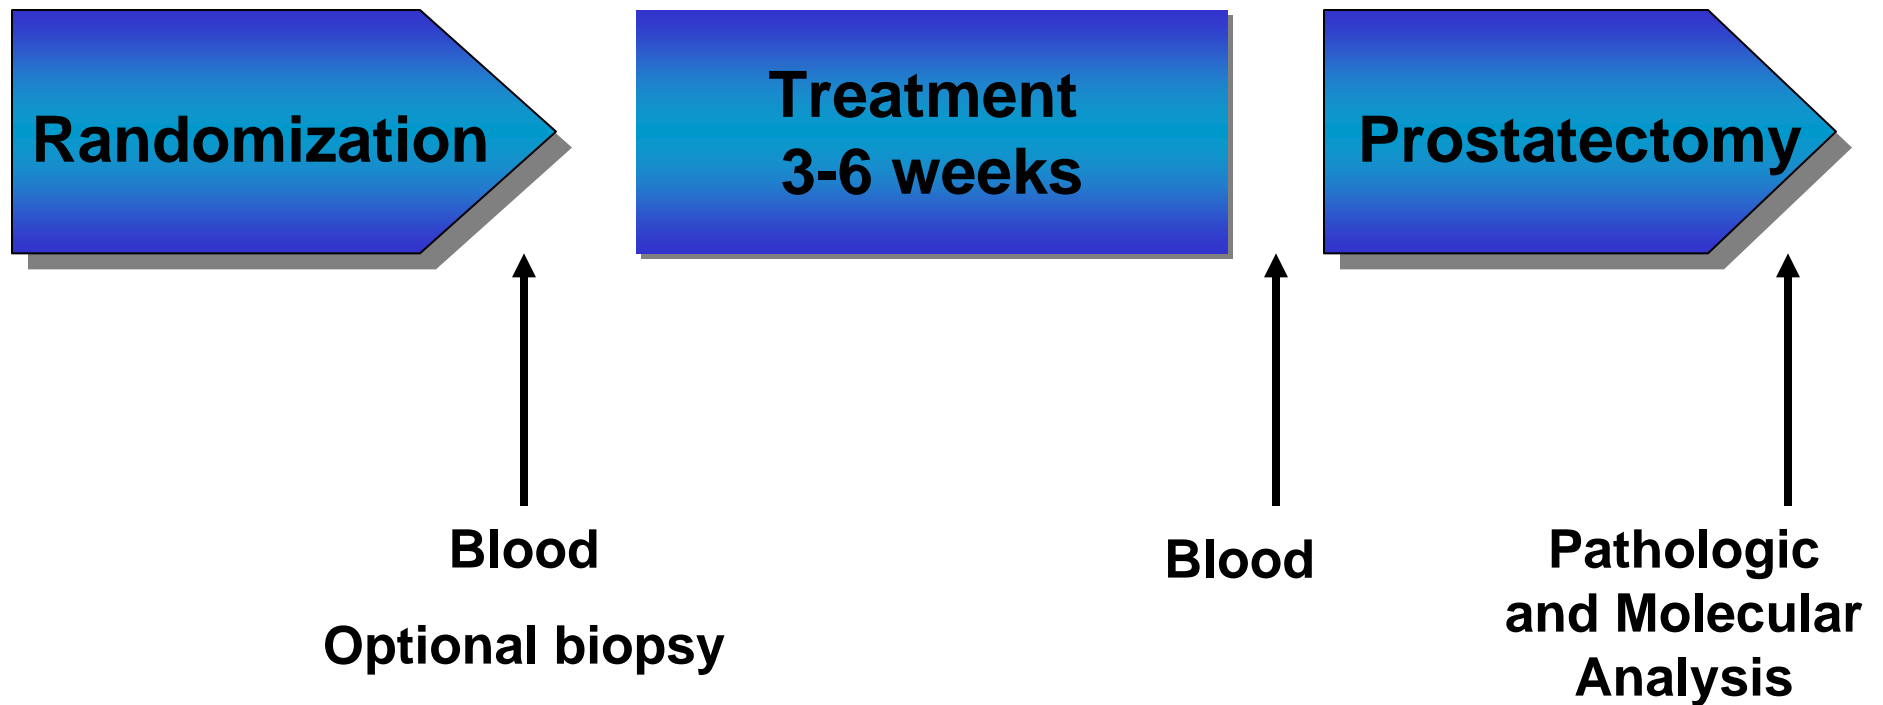 Randomization
Treatment
3-6 weeks
Prostatectomy
Blood
Optional biopsy
Blood
Pathologic
and Molecular
Analysis